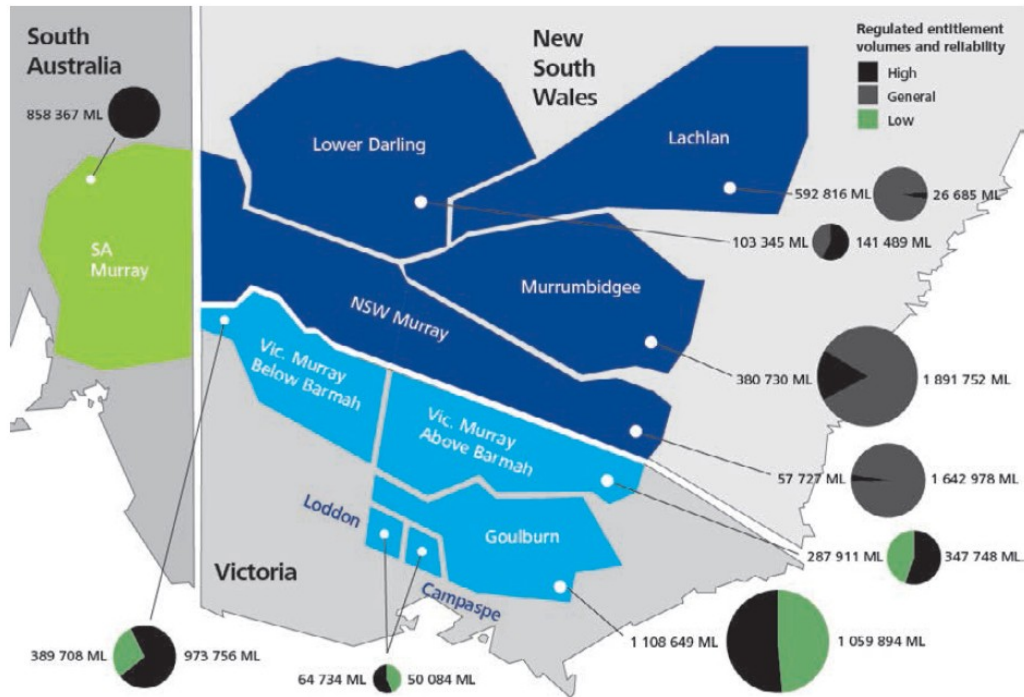 South
Australia
858 367 ML
New
South
Wales
Regulated entitlement
volumes and reliability
High
General
Low
Lower Darling
Lachlan
592 816 ML
26 685 ML
103 345 ML
141 489 ML
SA
Murray
Murrumbidgee
NSW Murray
380 730 ML
1 891 752 ML
Vic. Murray
Below Barmah
Vic. Murray
Above Barmah
57 727 ML
1 642 978 ML
Loddon
Goulburn
287 911 ML
347 748 ML
Victoria
Campaspe
389 708 ML
973 756 ML
64 734 ML
50 084 ML
1 108 649 ML
1 059 894 ML